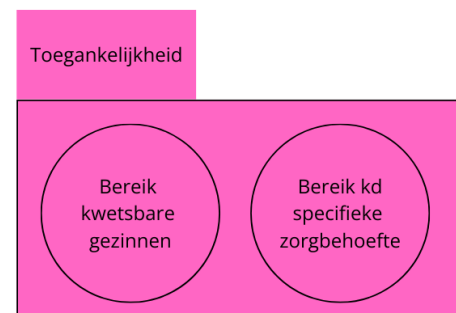 Toegankelijkheid
Bereik
kwetsbare
gezinnen
Bereik kd
specifieke
zorgbehoefte